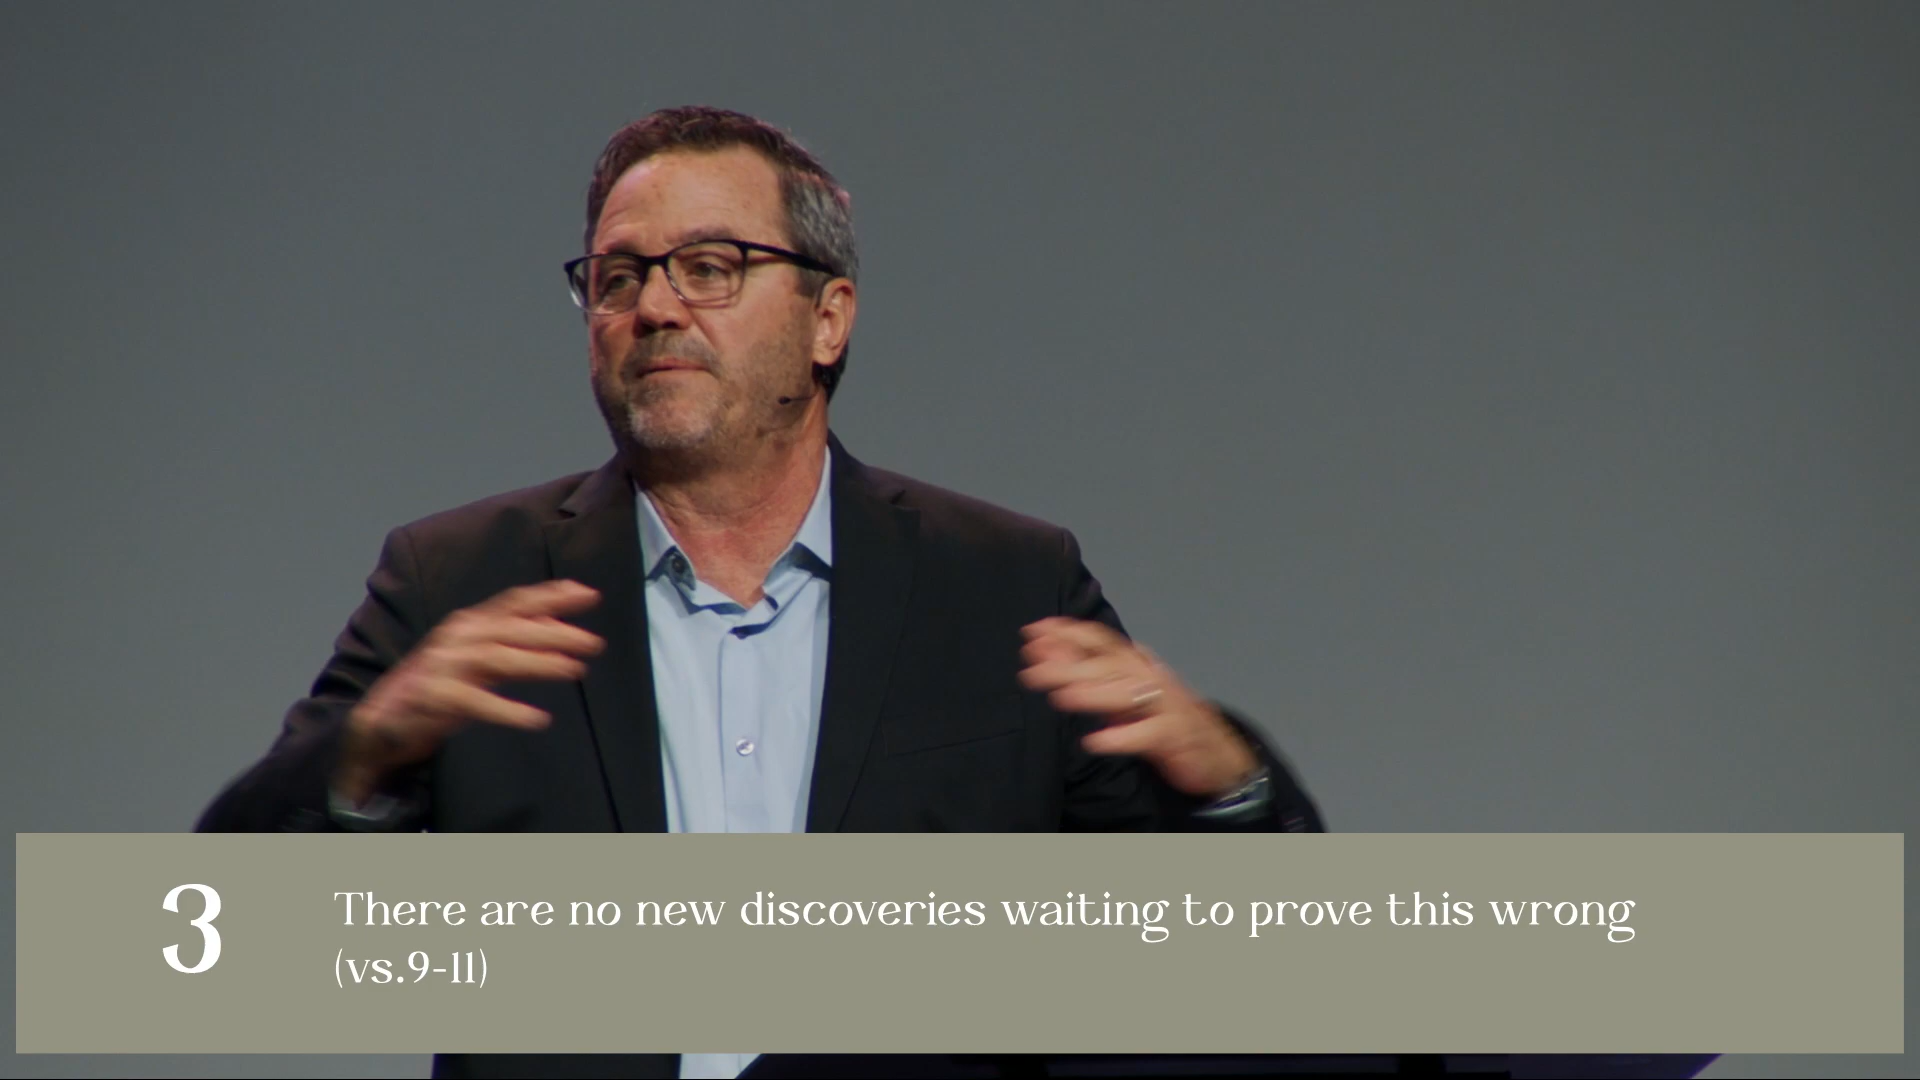 3
There are no new discoveries waiting to prove this wrong
(vs.9-11)